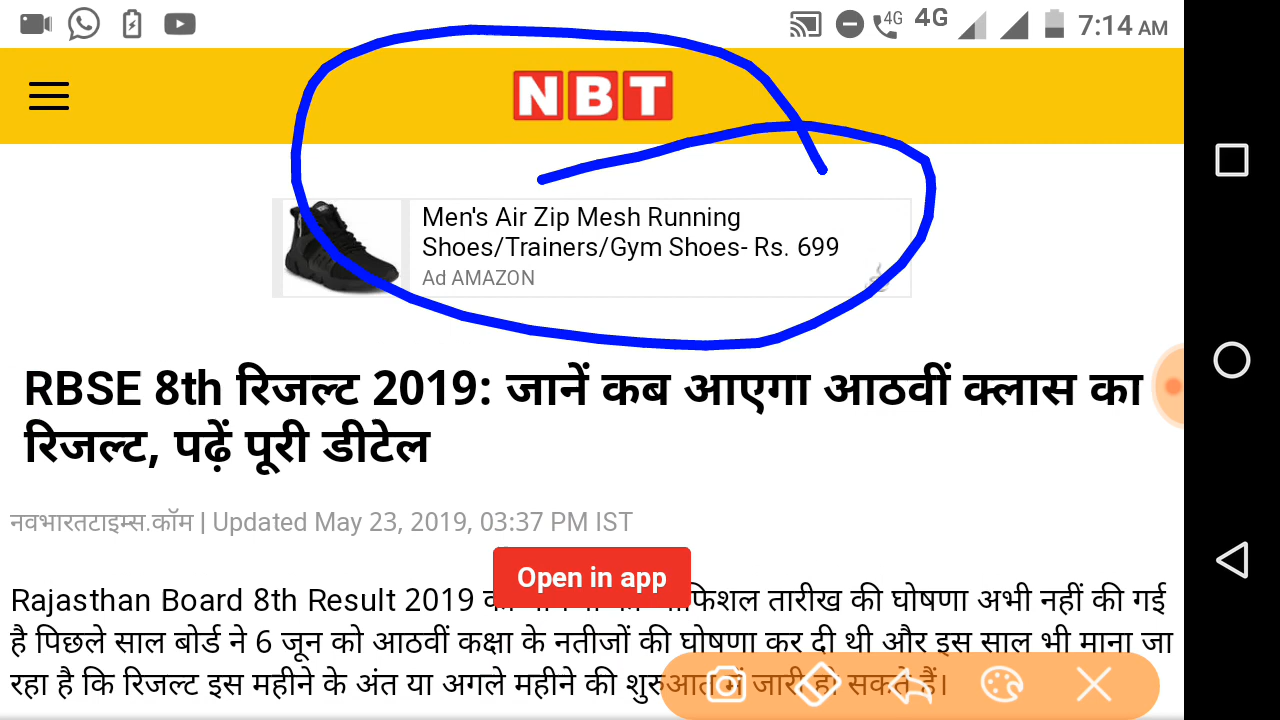 4G 4G 7:14 AM
NBT
Men's Air Zip Mesh Running
Shoes/Trainers/Gym Shoes- Rs. 699
Ad AMAZON
RBSE 8th रिजल्ट 2019: जानें कब आएगा आठवीं क्लास का
रिजल्ट, पढ़ें पूरी डीटेल
नवभारतटाइम्स.कॉम | Updated May 23, 2019, 03:37 PM IST
Open in app
Rajasthan Board 8th Result 2019 तारीख की घोषणा अभी नहीं की गई
है पिछले साल बोर्ड ने 6 जून को आठवीं कक्षा के नतीजों की घोषणा कर दी थी और इस साल भी माना जा
रहा है कि रिजल्ट इस महीने के अंत या अगले महीने की शुरुआत में जारी हो सकते हैं।